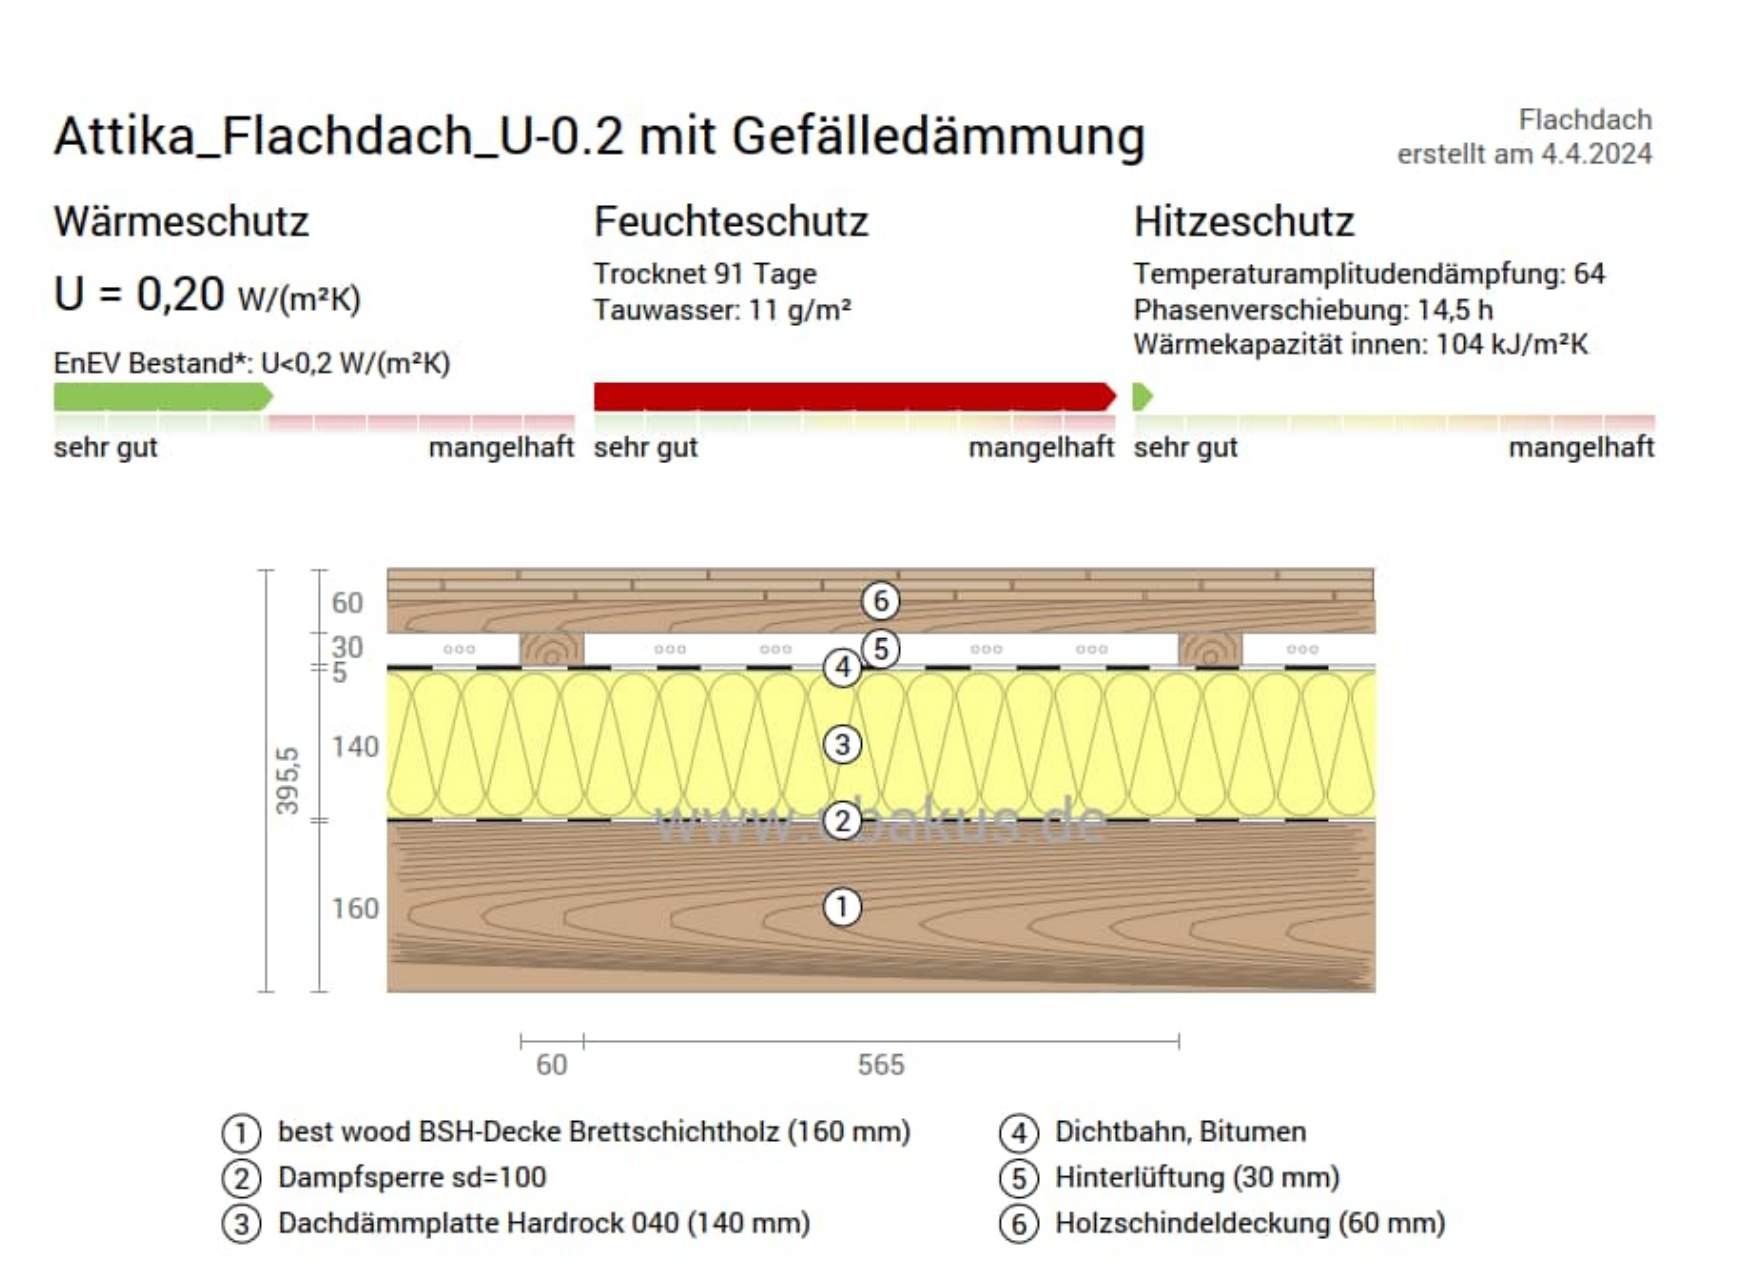 Attika_Flachdach_U-0.2 mit Gefälledämmung
Flachdach
erstellt am 4.4.2024
Wärmeschutz
U = 0,20 W/(m²K)
EnEV Bestand*: U<0,2 W/(m²K)
sehr gut mangelhaft
Feuchteschutz
Trocknet 91 Tage
Tauwasser: 11 g/m²
sehr gut mangelhaft
Hitzeschutz
Temperaturamplitudendämpfung: 64
Phasenverschiebung: 14,5 h
Wärmekapazität innen: 104 kJ/m²K
sehr gut mangelhaft
60
30
5
140
160
395,5
6
5
4
3
2
1
www.ubakus.de
60
565
1 best wood BSH-Decke Brettschichtholz (160 mm)
2 Dampfsperre sd=100
3 Dachdämmplatte Hardrock 040 (140 mm)
4 Dichtbahn, Bitumen
5 Hinterlüftung (30 mm)
6 Holzschindeldeckung (60 mm)